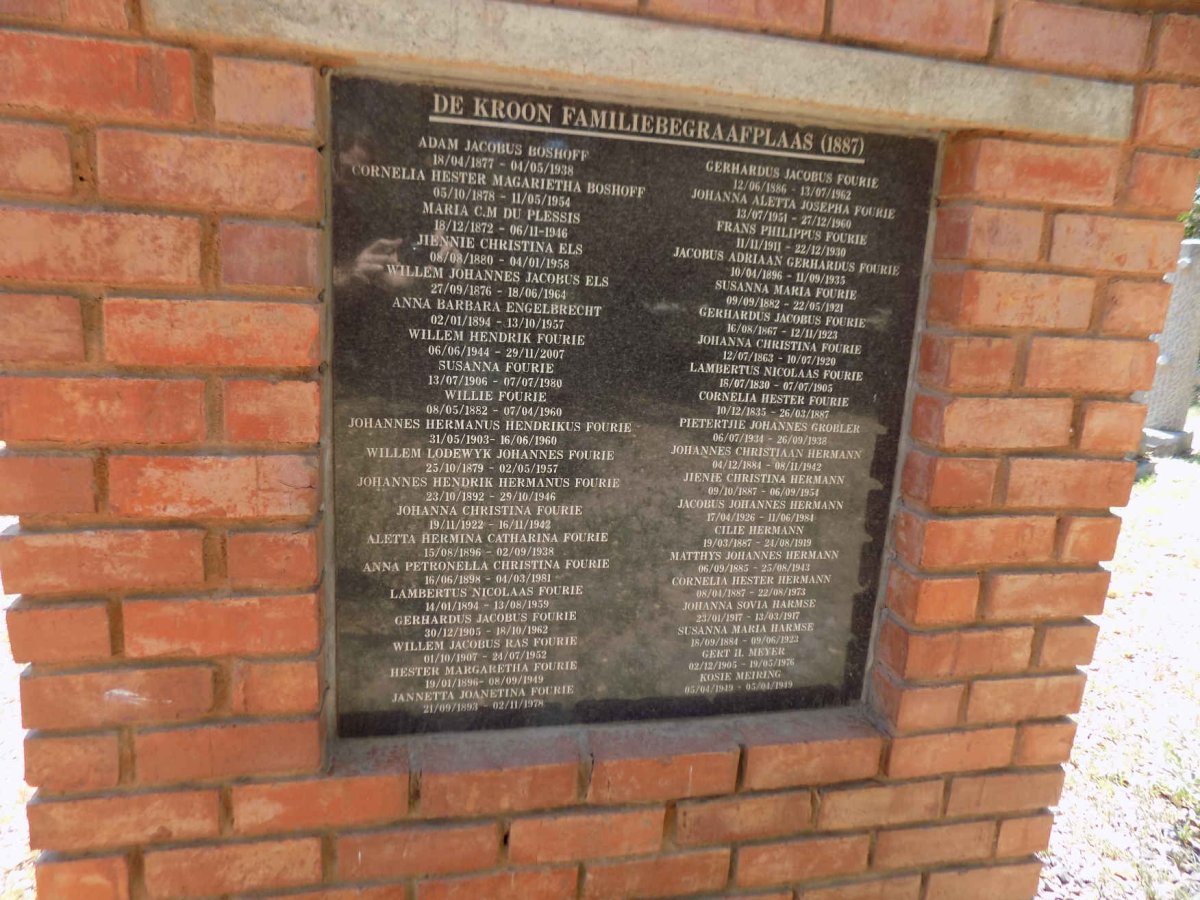 DE KROON FAMILIEBEGRAAFPLAAS (1887)
ADAM JACOBUS BOSHOFF
18/04/1877 - 04/05/1938
CORNELIA HESTER MAGARIETHA BOSHOFF
05/10/1878 - 11/05/1954
MARIA C.M DU PLESSIS
18/12/1872 - 06/11-1946
JIENNIE CHRISTINA ELS
08/08/1880 - 04/01/1958
WILLEM JOHANNES JACOBUS ELS
27/09/1876 - 18/06/1964
ANNA BARBARA ENGELBRECHT
02/01/1894 - 13/10/1957
WILLEM HENDRIK FOURIE
06/06/1944 - 29/11/2007
SUSANNA FOURIE
13/07/1906 - 07/07/1980
WILLIE FOURIE
08/05/1882 - 07/04/1960
JOHANNES HERMANUS HENDRIKUS FOURIE
31/05/1903- 16/06/1960
WILLEM LODEWYK JOHANNES FOURIE
25/10/1879 - 02/05/1957
JOHANNES HENDRIK HERMANUS FOURIE
23/10/1892 - 29/10/1946
JOHANNA CHRISTINA FOURIE
19/11/1922 - 16/11/1942
ALETTA HERMINA CATHARINA FOURIE
15/08/1896 - 02/09/1938
ANNA PETRONELLA CHRISTINA FOURIE
16/06/1898 - 04/03/1981
LAMBERTUS NICOLAAS FOURIE
14/01/1894 - 13/08/1959
GERHARDUS JACOBUS FOURIE
30/12/1905 - 18/10/1962
WILLEM JACOBUS RAS FOURIE
01/10/1907 - 24/07/1952
HESTER MARGARETHA FOURIE
19/01/1896- 08/09/1949
JANNETTA JOANETINA FOURIE
21/09/1893 - 02/11/1978
GERHARDUS JACOBUS FOURIE
12/06/1886 - 13/07/1962
JOHANNA ALETTA JOSEPHA FOURIE
13/07/1951 - 27/12/1960
FRANS PHILIPPUS FOURIE
11/11/1911 - 22/12/1930
JACOBUS ADRIAAN GERHARDUS FOURIE
10/04/1896 - 11/09/1935
SUSANNA MARIA FOURIE
09/09/1882 - 22/05/1921
GERHARDUS JACOBUS FOURIE
16/08/1867 - 12/11/1923
JOHANNA CHRISTINA FOURIE
12/07/1863 - 10/07/1920
LAMBERTUS NICOLAAS FOURIE
16/07/1830 - 07/07/1905
CORNELIA HESTER FOURIE
10/12/1835 - 26/03/1887
PIETERTJIE JOHANNES GROBLER
06/07/1934 - 26/09/1938
JOHANNES CHRISTIAAN HERMANN
04/12/1884 - 08/11/1942
JIENIE CHRISTINA HERMANN
09/10/1887 - 06/09/1951
JACOBUS JOHANNES HERMANN
17/04/1926 - 11/06/1984
CILIE HERMANN
19/03/1887 - 24/08/1919
MATTHYS JOHANNES HERMANN
06/09/1885 - 25/08/1943
CORNELIA HESTER HERMANN
08/04/1887 - 22/08/1973
JOHANNA SOVIA HARMSE
23/01/1917 - 13/03/1917
SUSANNA MARIA HARMSE
18/09/1884 - 09/06/1923
GERT H. MEYER
02/12/1905 - 19/05/1976
KOSIE MEIRING
05/04/1949 - 05/04/1949